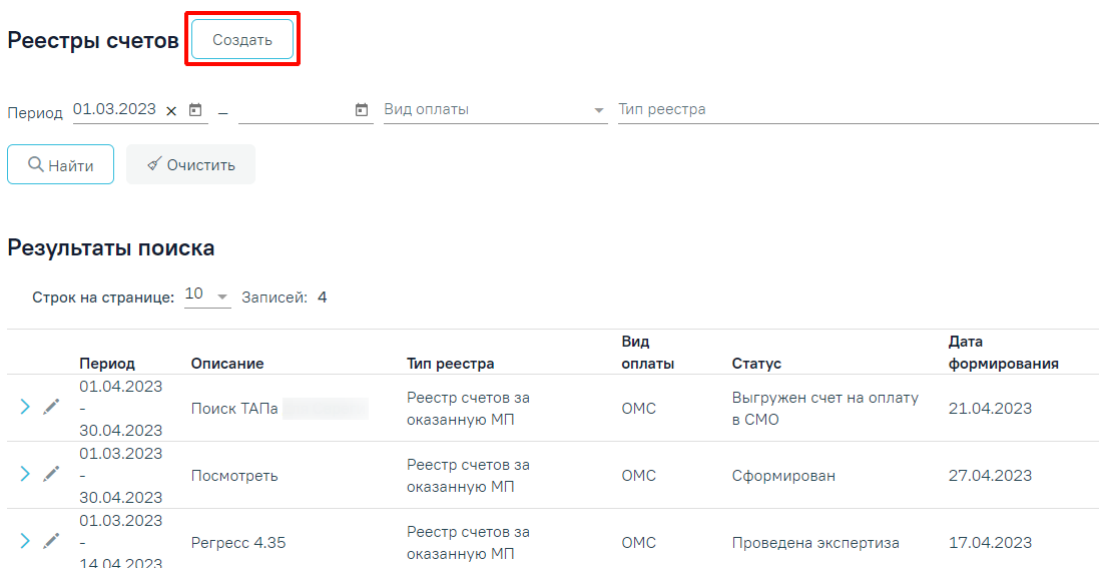 Реестры счетов Создать
Период 01.03.2023 – Вид оплаты Тип реестра
Найти Очистить
Результаты поиска
Строк на странице: 10 Записей: 4
Период Описание Тип реестра Вид оплаты Статус Дата формирования
01.04.2023 - 30.04.2023 Поиск ТАПа Реестр счетов за оказанную МП ОМС Выгружен счет на оплату в СМО 21.04.2023
01.03.2023 - 30.04.2023 Посмотреть Реестр счетов за оказанную МП ОМС Сформирован 27.04.2023
01.03.2023 - 14.04.2023 Регресс 4.35 Реестр счетов за оказанную МП ОМС Проведена экспертиза 17.04.2023